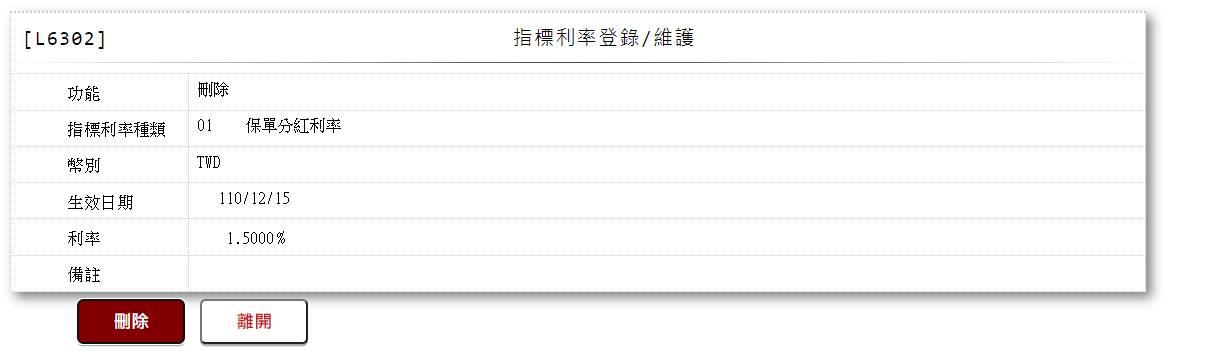 [L6302] 指標利率登錄/維護
功能 刪除
指標利率種類 01 保單分紅利率
幣別 TWD
生效日期 110/12/15
利率 1.5000%
備註
刪除 離開